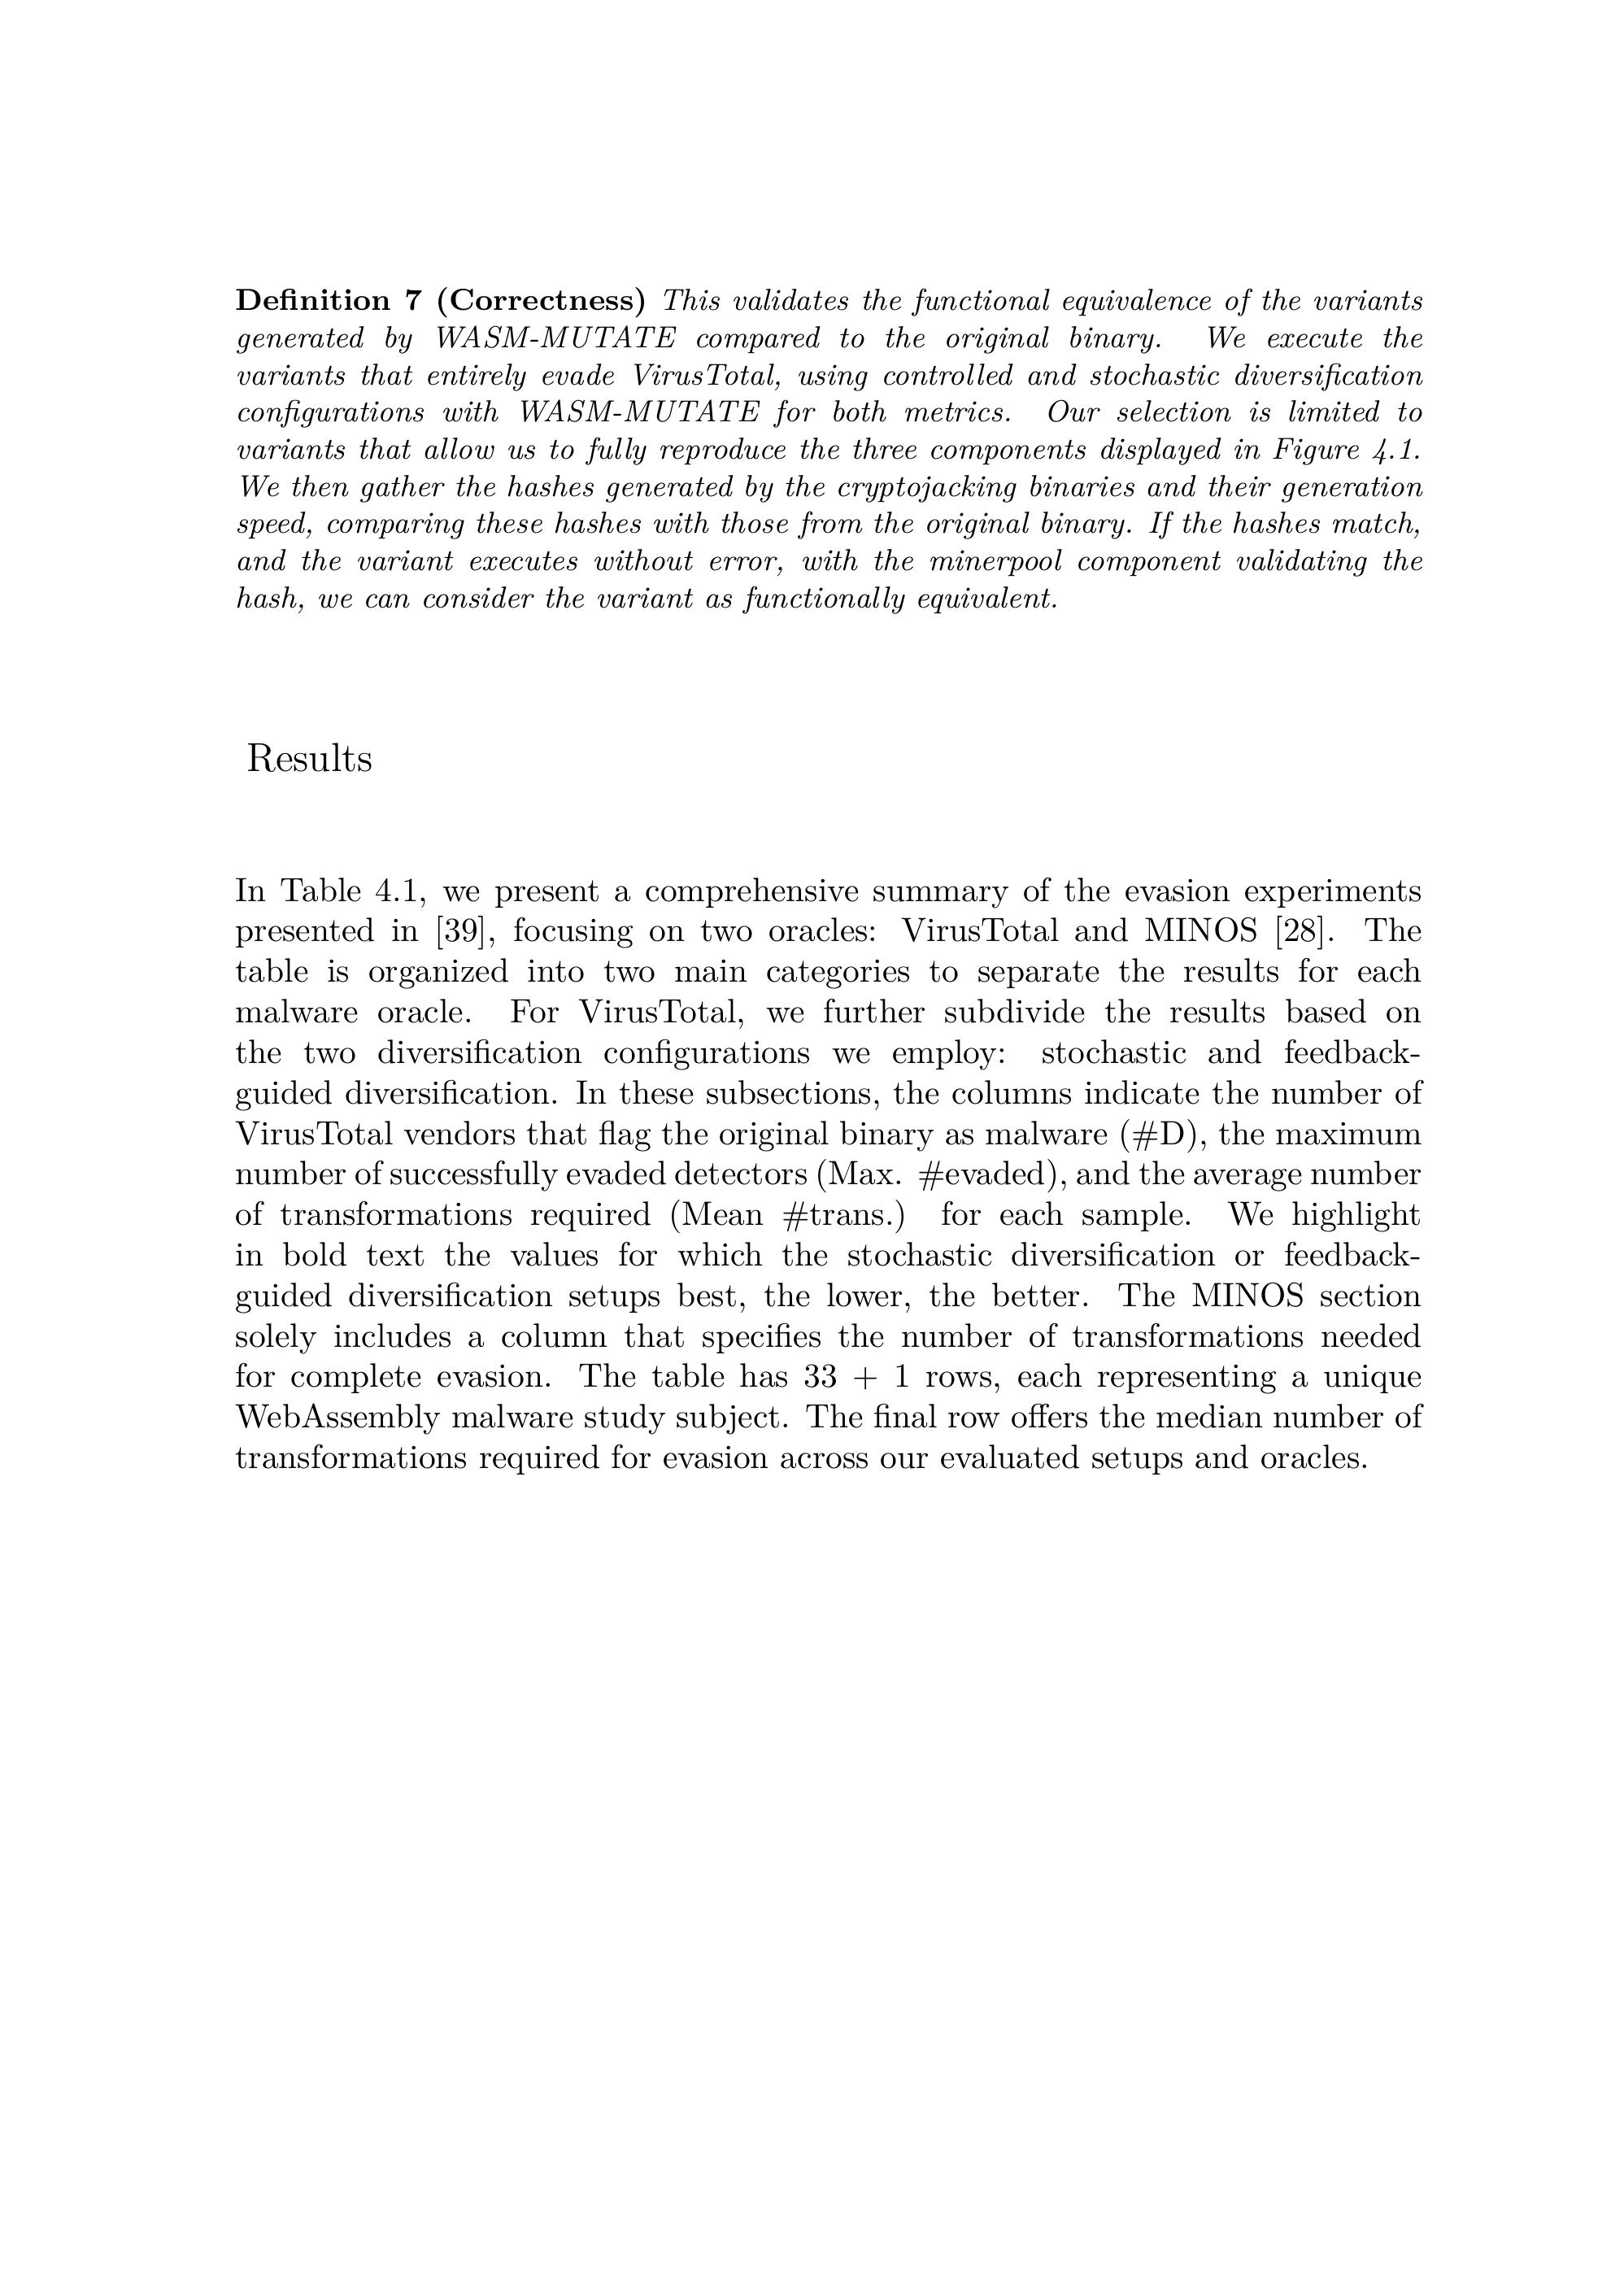 Definition 7 (Correctness) This validates the functional equivalence of the variants
generated by WASM-MUTATE compared to the original binary. We execute the
variants that entirely evade VirusTotal, using controlled and stochastic diversification
configurations with WASM-MUTATE for both metrics. Our selection is limited to
variants that allow us to fully reproduce the three components displayed in Figure 4.1.
We then gather the hashes generated by the cryptojacking binaries and their generation
speed, comparing these hashes with those from the original binary. If the hashes match,
and the variant executes without error, with the minerpool component validating the
hash, we can consider the variant as functionally equivalent.
Results
In Table 4.1, we present a comprehensive summary of the evasion experiments
presented in [39], focusing on two oracles: VirusTotal and MINOS [28]. The
table is organized into two main categories to separate the results for each
malware oracle. For VirusTotal, we further subdivide the results based on
the two diversification configurations we employ: stochastic and feedback-
guided diversification. In these subsections, the columns indicate the number of
VirusTotal vendors that flag the original binary as malware (#D), the maximum
number of successfully evaded detectors (Max. #evaded), and the average number
of transformations required (Mean #trans.) for each sample. We highlight
in bold text the values for which the stochastic diversification or feedback-
guided diversification setups best, the lower, the better. The MINOS section
solely includes a column that specifies the number of transformations needed
for complete evasion. The table has 33 + 1 rows, each representing a unique
WebAssembly malware study subject. The final row offers the median number of
transformations required for evasion across our evaluated setups and oracles.